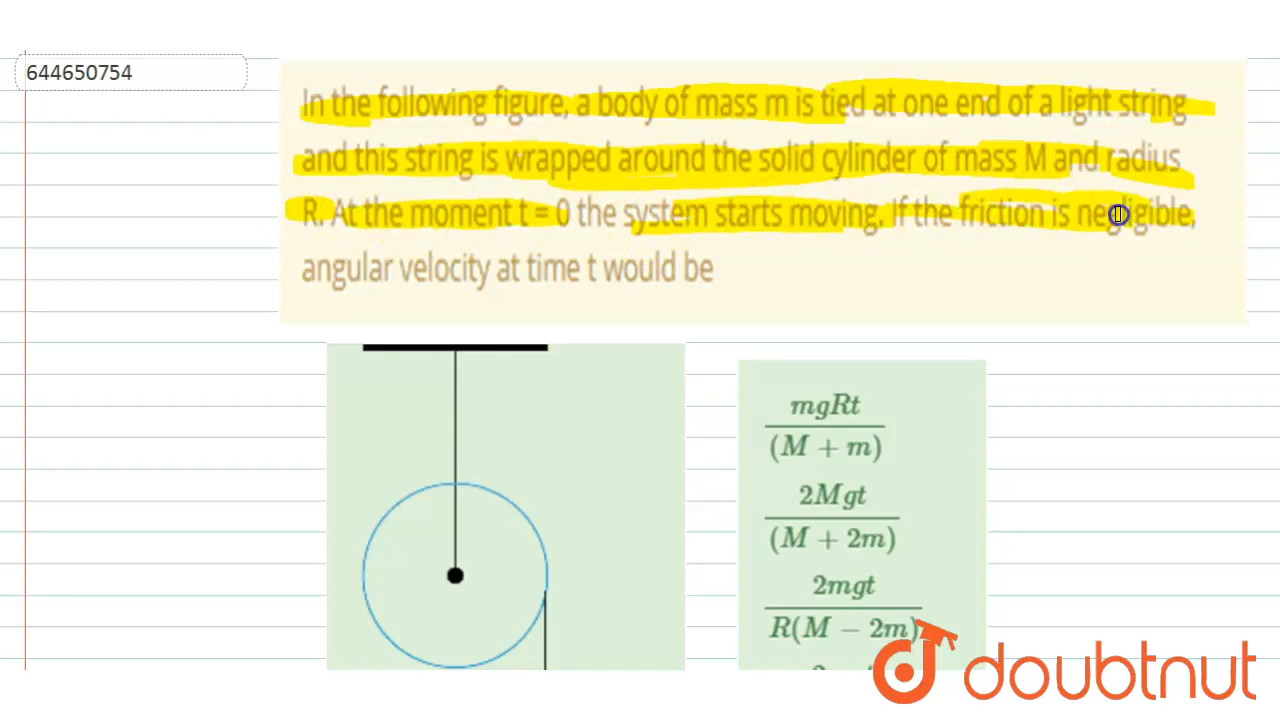 644650754
In the following figure, a body of mass m is tied at one end of a light string
and this string is wrapped around the solid cylinder of mass M and radius
R. At the moment t = 0 the system starts moving. If the friction is negligible,
angular velocity at time t would be
mgRt
(M + m)
2Mgt
(M + 2m)
2mgt
R(M − 2m)
doubtnut